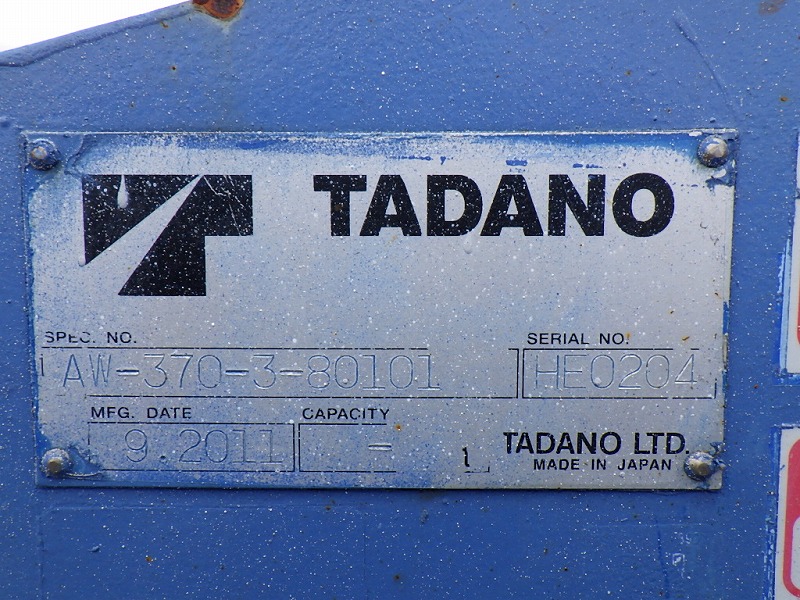 TADANO
SPEC. NO.
SERIAL NO.
AW-370-3-80101
HE0204
MFG. DATE
CAPACITY
9.2011
-
TADANO LTD.
MADE IN JAPAN